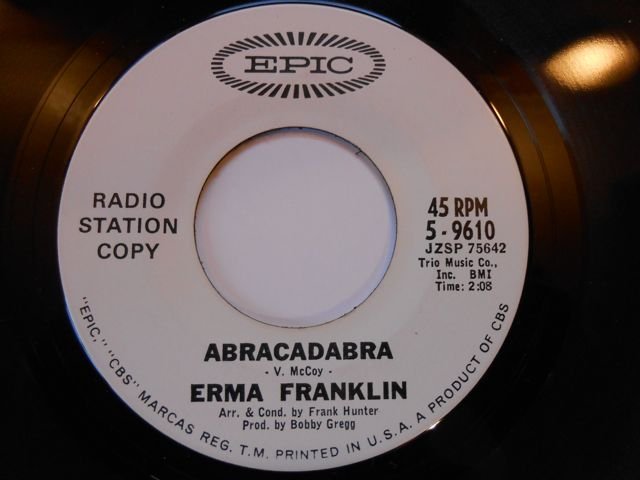 EPIC
RADIO
STATION
COPY
45 RPM
5-9610
JZSP 75642
Trio Music Co.,
Inc. BMI
Time: 2:08
ABRACADABRA
- V. McCoy -
ERMA FRANKLIN
Arr. & Cond. by Frank Hunter
Prod. by Bobby Gregg
"EPIC," "CBS" MARCAS REG. T.M. PRINTED IN U.S.A. A PRODUCT OF CBS